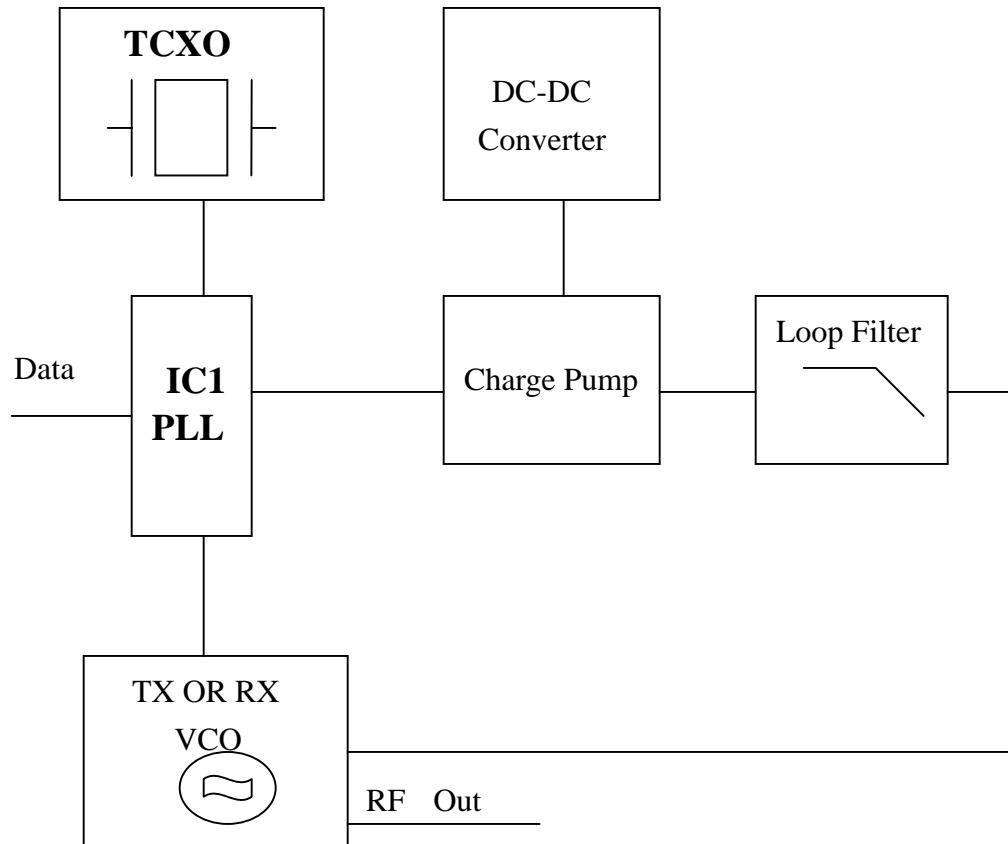 TCXO
DC-DC
Converter
Data
IC1
PLL
Charge Pump
Loop Filter
TX OR RX
VCO
RF Out